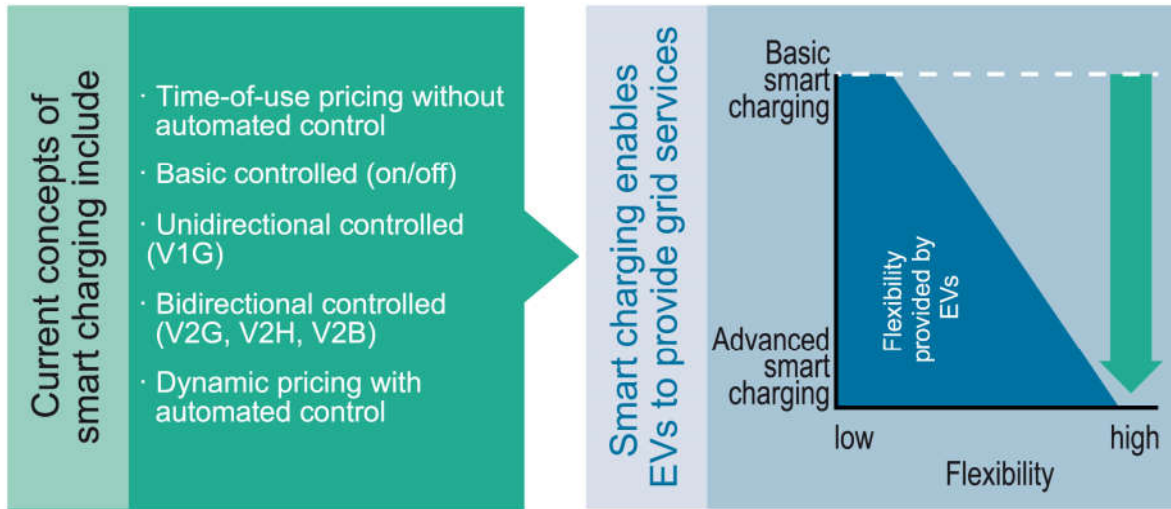 Current concepts of
smart charging include
· Time-of-use pricing without
automated control
· Basic controlled (on/off)
· Unidirectional controlled
(V1G)
· Bidirectional controlled
(V2G, V2H, V2B)
· Dynamic pricing with
automated control
Smart charging enables
EVs to provide grid services
Basic
smart
charging
Flexibility
provided by
EVs
Advanced
smart
charging
low
high
Flexibility